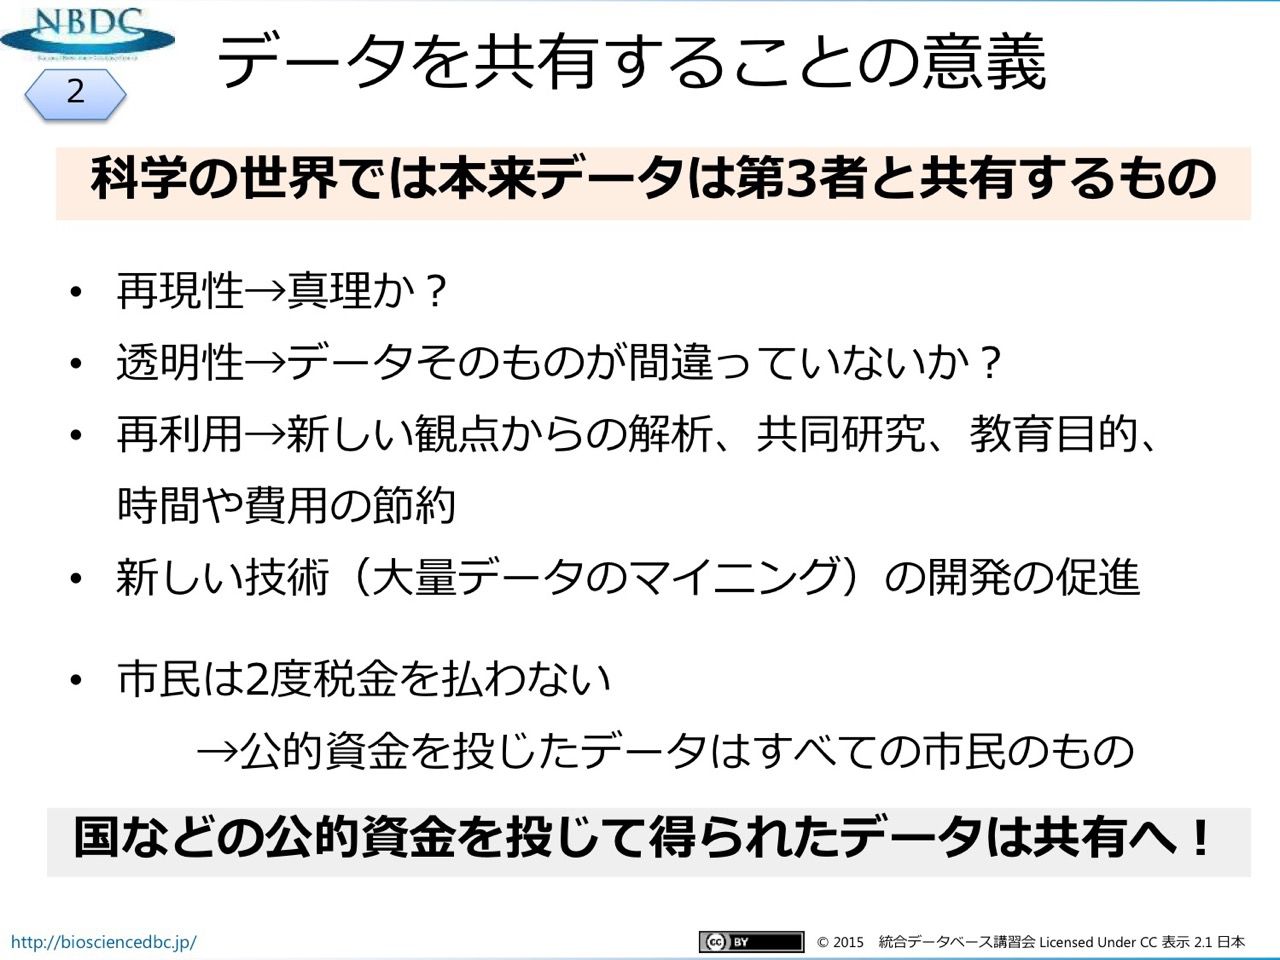 NBDC
2
データを共有することの意義
科学の世界では本来データは第3者と共有するもの
• 再現性→真理か？
• 透明性→データそのものが間違っていないか？
• 再利用→新しい観点からの解析、共同研究、教育目的、
時間や費用の節約
• 新しい技術（大量データのマイニング）の開発の促進
• 市民は2度税金を払わない
→公的資金を投じたデータはすべての市民のもの
国などの公的資金を投じて得られたデータは共有へ！
http://biosciencedbc.jp/
cc BY © 2015 統合データベース講習会 Licensed Under CC 表示 2.1 日本